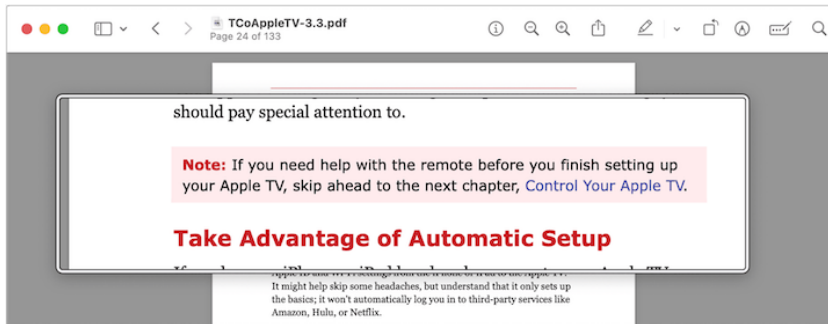 TCoAppleTV-3.3.pdf
Page 24 of 133
should pay special attention to.
Note: If you need help with the remote before you finish setting up
your Apple TV, skip ahead to the next chapter, Control Your Apple TV.
Take Advantage of Automatic Setup
It might help skip some headaches, but understand that it only sets up
the basics; it won't automatically log you in to third-party services like
Amazon, Hulu, or Netflix.